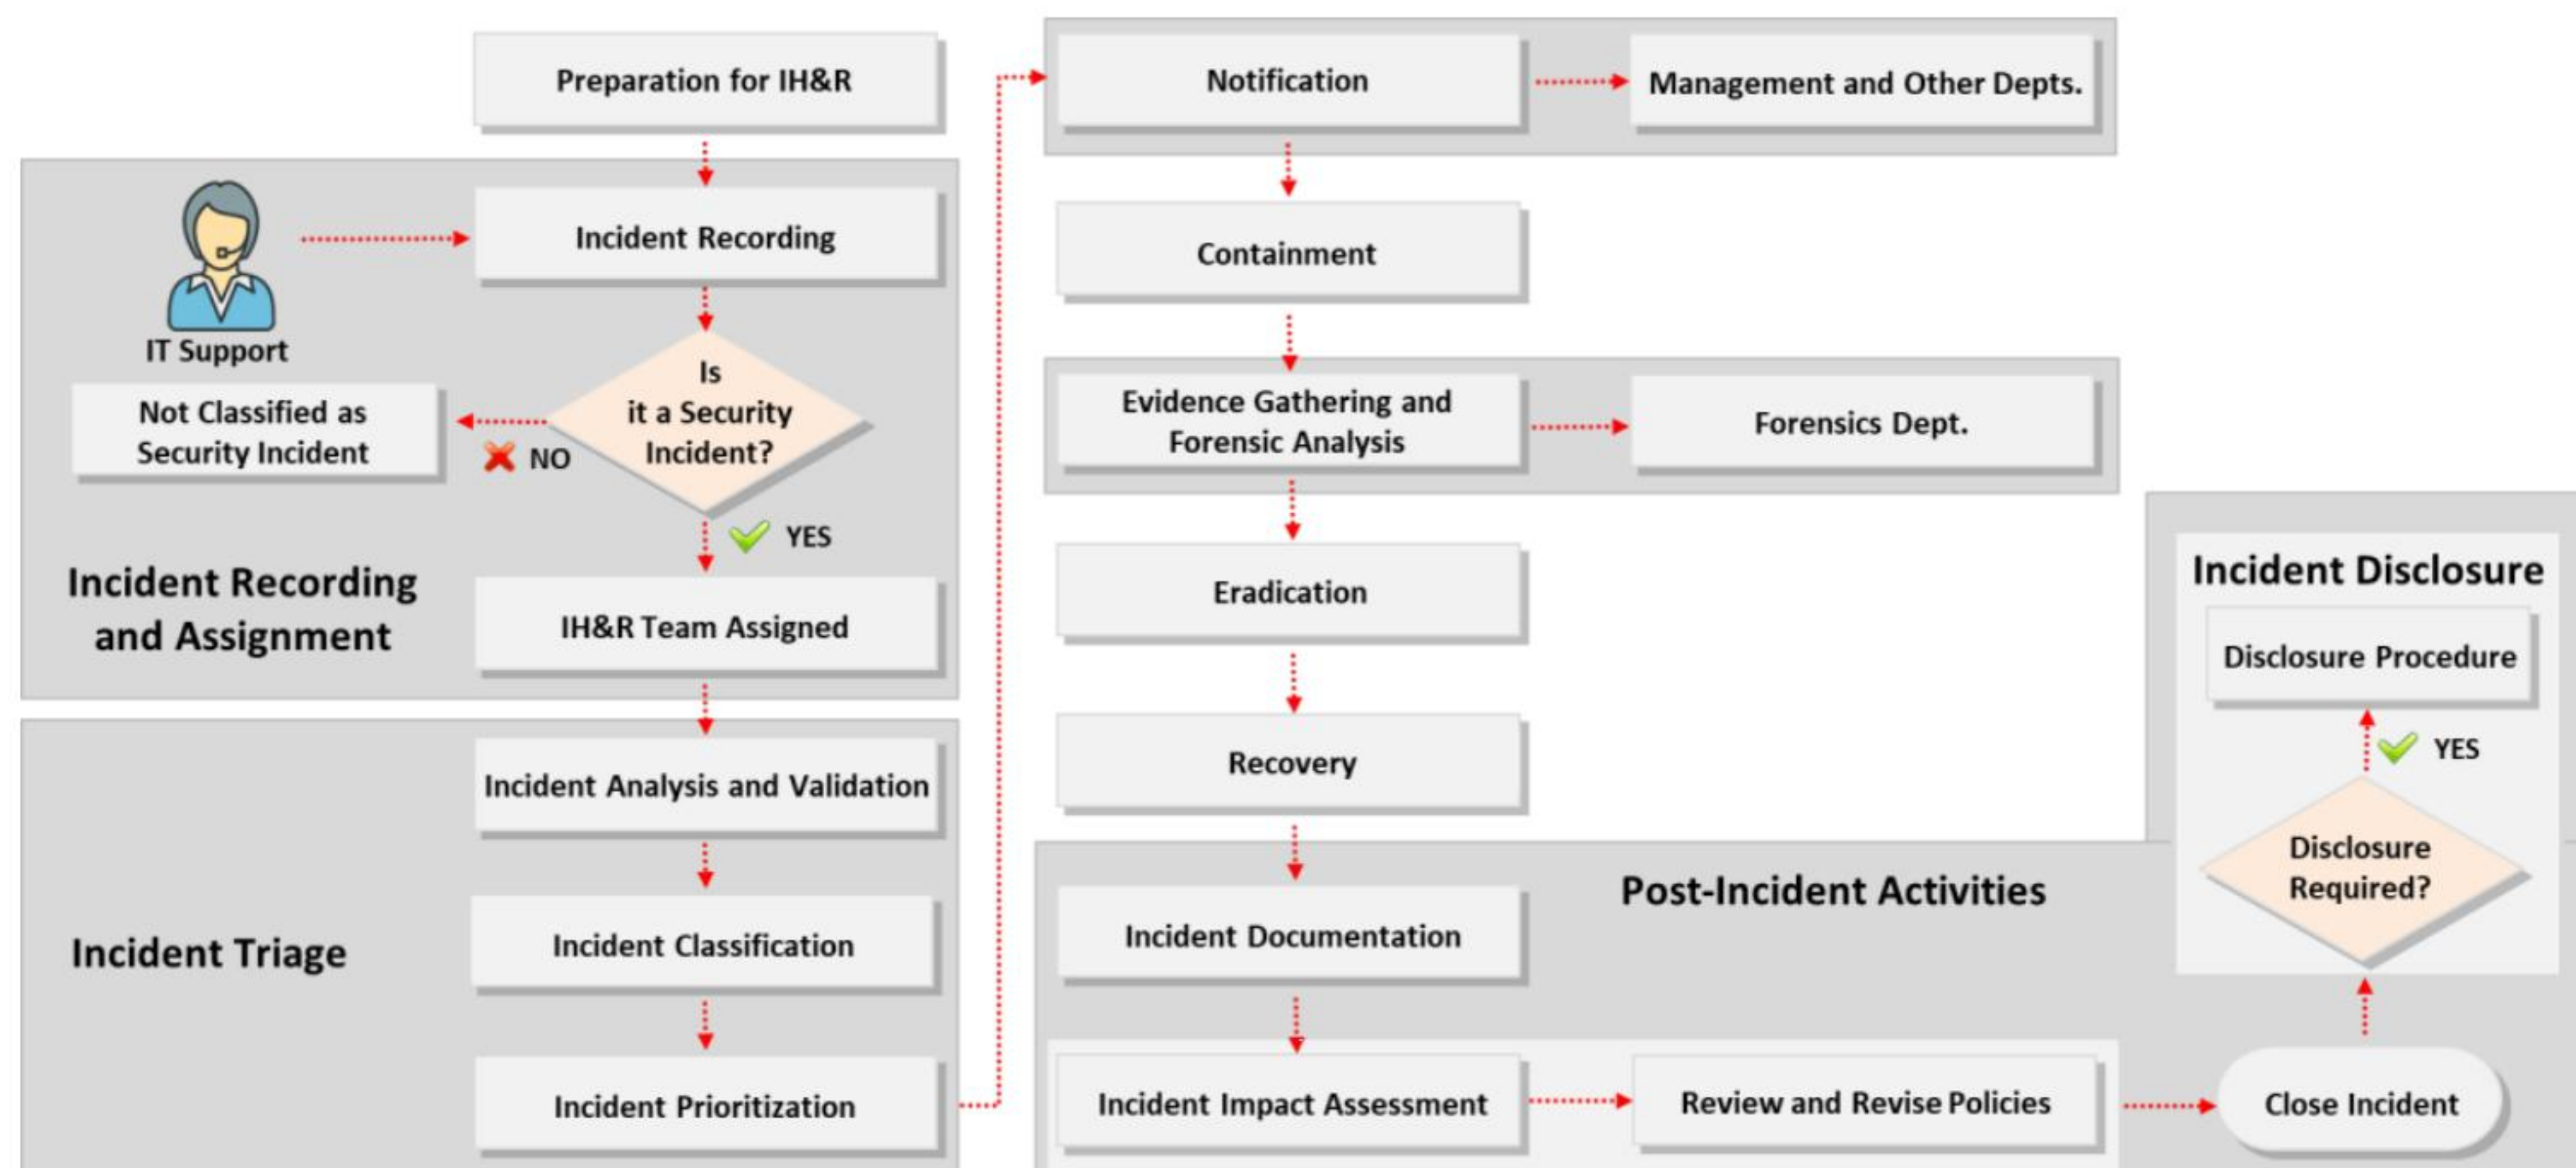 Preparation for IH&R
Incident Recording
IT Support
Is
it a Security
Incident?
Not Classified as
Security Incident
NO
YES
Incident Recording
and Assignment
IH&R Team Assigned
Incident Analysis and Validation
Incident Triage
Incident Classification
Incident Prioritization
Notification
Management and Other Depts.
Containment
Evidence Gathering and
Forensic Analysis
Forensics Dept.
Eradication
Recovery
Post-Incident Activities
Incident Documentation
Incident Impact Assessment
Review and Revise Policies
Close Incident
Incident Disclosure
Disclosure Procedure
YES
Disclosure
Required?